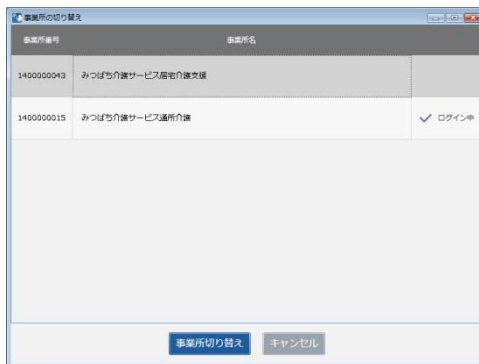 事業所の切り替え
事業所番号 事業所名
1400000043 みつばち介護サービス居宅介護支援
1400000015 みつばち介護サービス通所介護 ログイン中
事業所切り替え キャンセル